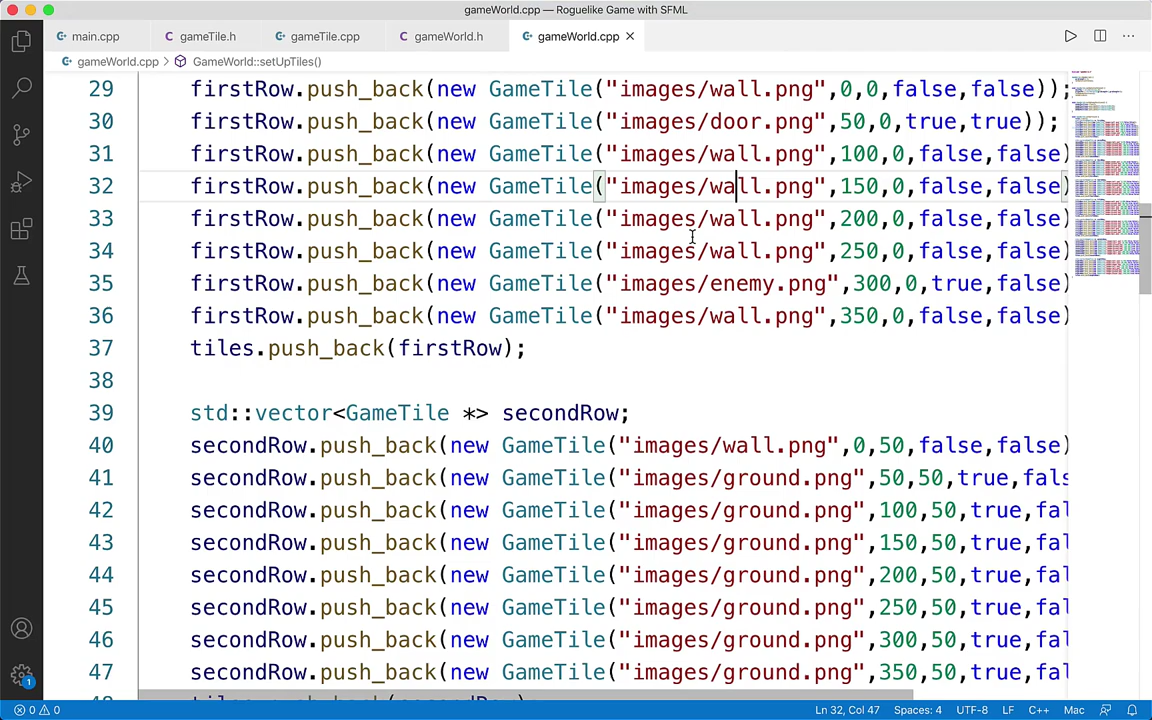 gameWorld.cpp — Roguelike Game with SFML
main.cpp gameTile.h gameTile.cpp gameWorld.h gameWorld.cpp
gameWorld.cpp > GameWorld::setUpTiles()
29 firstRow.push_back(new GameTile("images/wall.png",0,0,false,false));
30 firstRow.push_back(new GameTile("images/door.png",50,0,true,true));
31 firstRow.push_back(new GameTile("images/wall.png",100,0,false,false)
32 firstRow.push_back(new GameTile("images/wall.png",150,0,false,false)
33 firstRow.push_back(new GameTile("images/wall.png",200,0,false,false)
34 firstRow.push_back(new GameTile("images/wall.png",250,0,false,false)
35 firstRow.push_back(new GameTile("images/enemy.png",300,0,true,false)
36 firstRow.push_back(new GameTile("images/wall.png",350,0,false,false)
37 tiles.push_back(firstRow);
38
39 std::vector<GameTile *> secondRow;
40 secondRow.push_back(new GameTile("images/wall.png",0,50,false,false)
41 secondRow.push_back(new GameTile("images/ground.png",50,50,true,fals
42 secondRow.push_back(new GameTile("images/ground.png",100,50,true,fal
43 secondRow.push_back(new GameTile("images/ground.png",150,50,true,fal
44 secondRow.push_back(new GameTile("images/ground.png",200,50,true,fal
45 secondRow.push_back(new GameTile("images/ground.png",250,50,true,fal
46 secondRow.push_back(new GameTile("images/ground.png",300,50,true,fal
47 secondRow.push_back(new GameTile("images/ground.png",350,50,true,fal
1
0 0 Ln 32, Col 47 Spaces: 4 UTF-8 LF C++ Mac